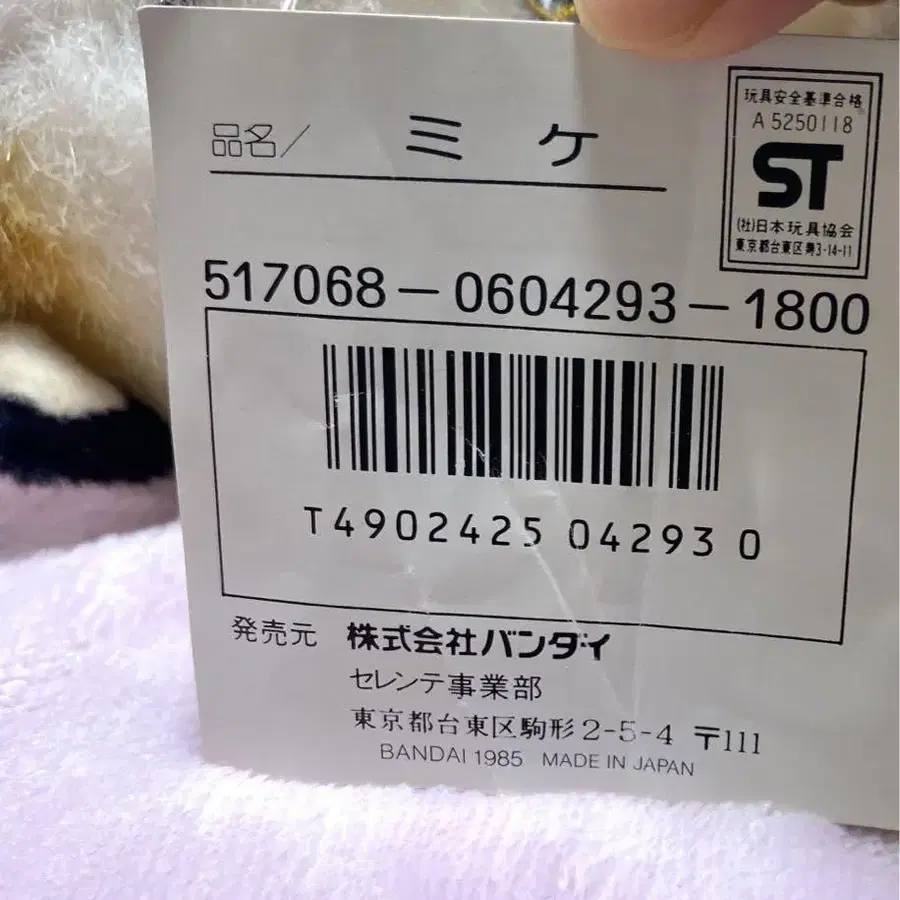 品名/ ミケ
玩具安全基準合格
A 5250118
ST
(社)日本玩具協会
東京都台東区寿3-14-11
517068-0604293-1800
T4902425 04293 0
発売元 株式会社バンダイ
セレンテ事業部
東京都台東区駒形2-5-4 〒111
BANDAI 1985 MADE IN JAPAN